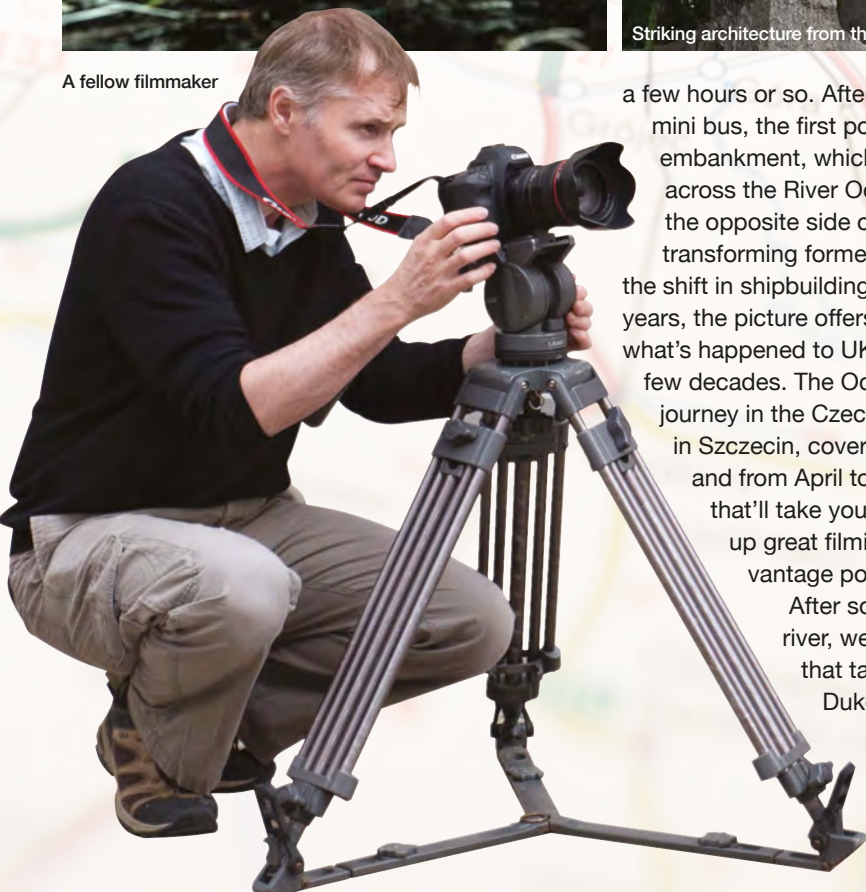 Striking architecture from th
A fellow filmmaker
a few hours or so. Afte
mini bus, the first po
embankment, which
across the River
the opposite side o
transforming forme
the shift in shipbuilding
years, the picture offers
what's happened to UK
few decades. The
journey in the Czec
in Szczecin, cover
and from April to
that'll take you
up great filmi
vantage po
After so
river, we
that ta
Duk
Canon